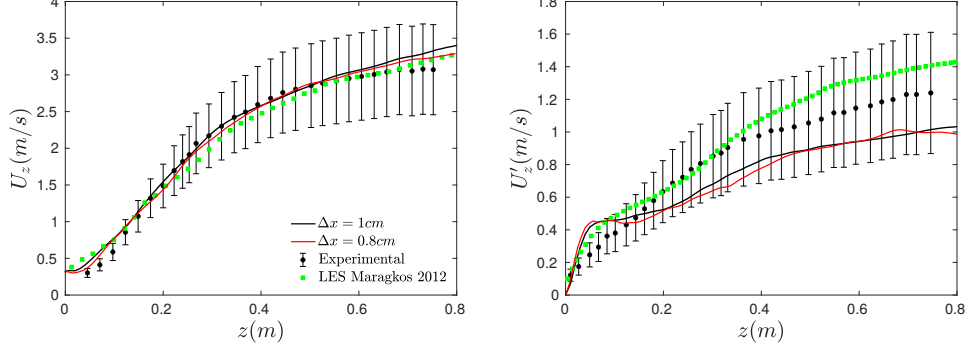 4
3.5
3
2.5
2
1.5
1
0.5
0
0 0.2 0.4 0.6 0.8
U_z(m/s)
z(m)
Δx = 1cm
Δx = 0.8cm
Experimental
LES Maragkos 2012
1.8
1.6
1.4
1.2
1
0.8
0.6
0.4
0.2
0
0 0.2 0.4 0.6 0.8
U'_z(m/s)
z(m)